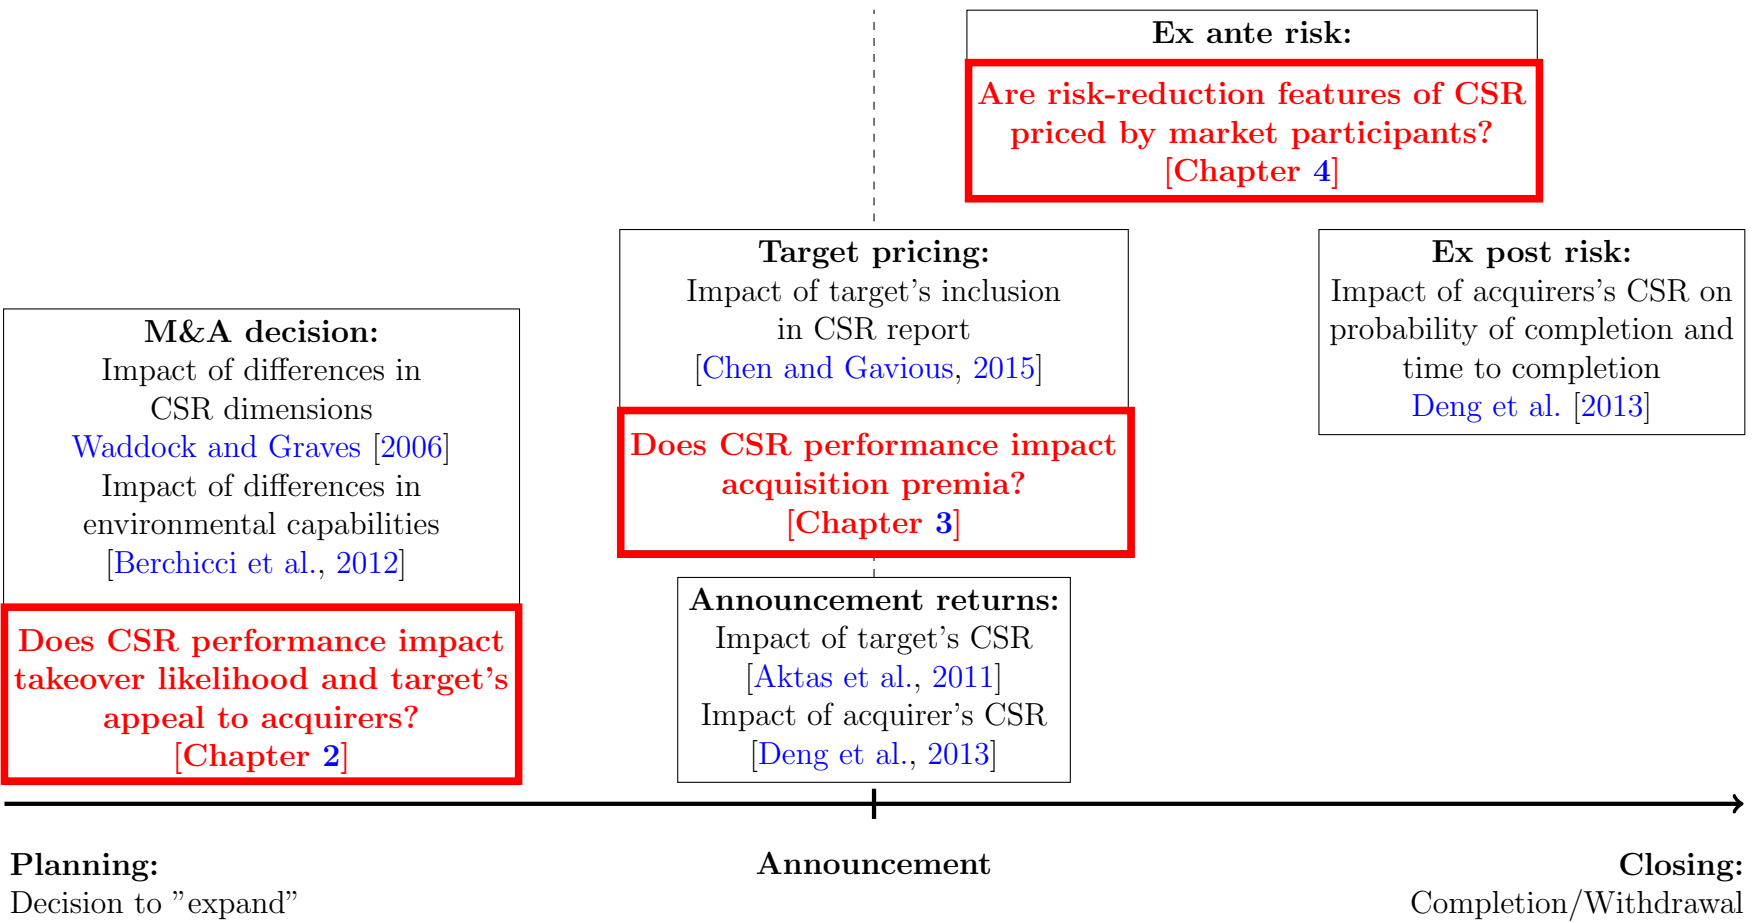 Ex ante risk:
Are risk-reduction features of CSR
priced by market participants?
[Chapter 4]
Target pricing:
Impact of target's inclusion
in CSR report
[Chen and Gavious, 2015]
Does CSR performance impact
acquisition premia?
[Chapter 3]
Ex post risk:
Impact of acquirers's CSR on
probability of completion and
time to completion
Deng et al. [2013]
M&A decision:
Impact of differences in
CSR dimensions
Waddock and Graves [2006]
Impact of differences in
environmental capabilities
[Berchicci et al., 2012]
Does CSR performance impact
takeover likelihood and target's
appeal to acquirers?
[Chapter 2]
Announcement returns:
Impact of target's CSR
[Aktas et al., 2011]
Impact of acquirer's CSR
[Deng et al., 2013]
Planning:
Decision to ”expand”
Announcement
Closing:
Completion/Withdrawal